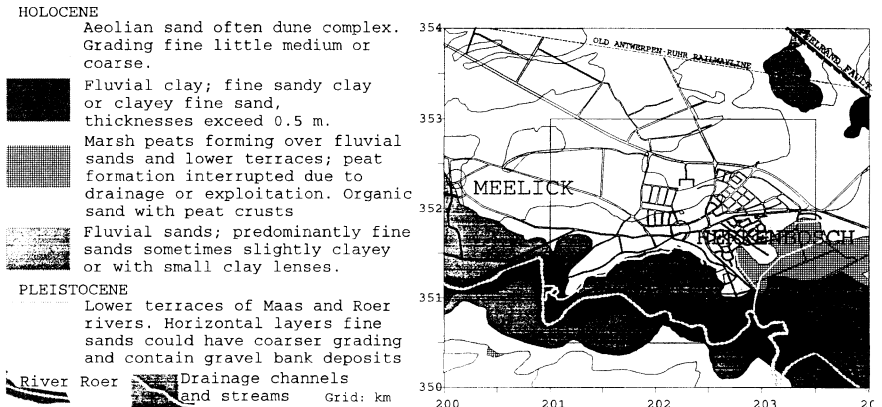 HOLOCENE
Aeolian sand often dune complex.
Grading fine little medium or
coarse.
Fluvial clay; fine sandy clay
or clayey fine sand,
thicknesses exceed 0.5 m.
Marsh peats forming over fluvial
sands and lower terraces; peat
formation interrupted due to
drainage or exploitation. Organic
sand with peat crusts
Fluvial sands; predominantly fine
sands sometimes slightly clayey
or with small clay lenses.
PLEISTOCENE
Lower terraces of Maas and Roer
rivers. Horizontal layers fine
sands could have coarser grading
and contain gravel bank deposits
River Roer
Drainage channels
and streams
Grid: km
354
OLD ANTWERPEN-RUHR RAILWAYLINE
FAULT
353
MEELICK
352
351
350
200
201
202
203